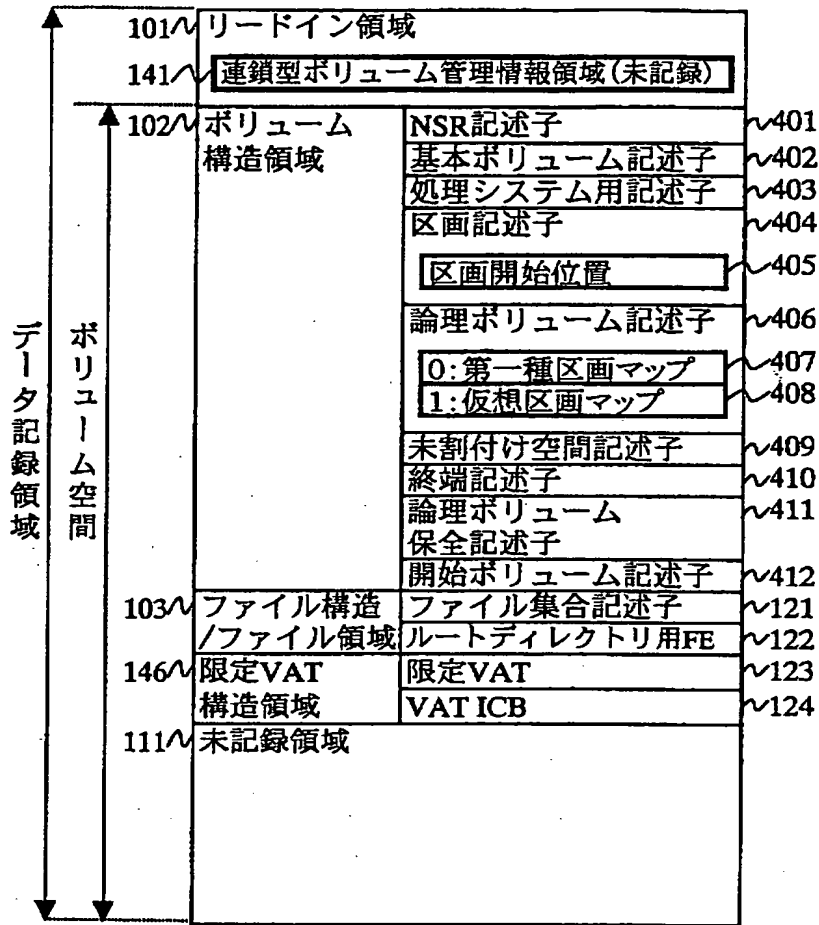 データ記録領域
ボリューム空間
101 リードイン領域
141 連鎖型ボリューム管理情報領域(未記録)
102 ボリューム
構造領域
NSR記述子 401
基本ボリューム記述子 402
処理システム用記述子 403
区画記述子 404
区画開始位置 405
論理ボリューム記述子 406
0:第一種区画マップ 407
1:仮想区画マップ 408
未割付け空間記述子 409
終端記述子 410
論理ボリューム 411
保全記述子
開始ボリューム記述子 412
103 ファイル構造
/ファイル領域
ファイル集合記述子 121
ルートディレクトリ用FE 122
146 限定VAT
構造領域
限定VAT 123
VAT ICB 124
111 未記録領域